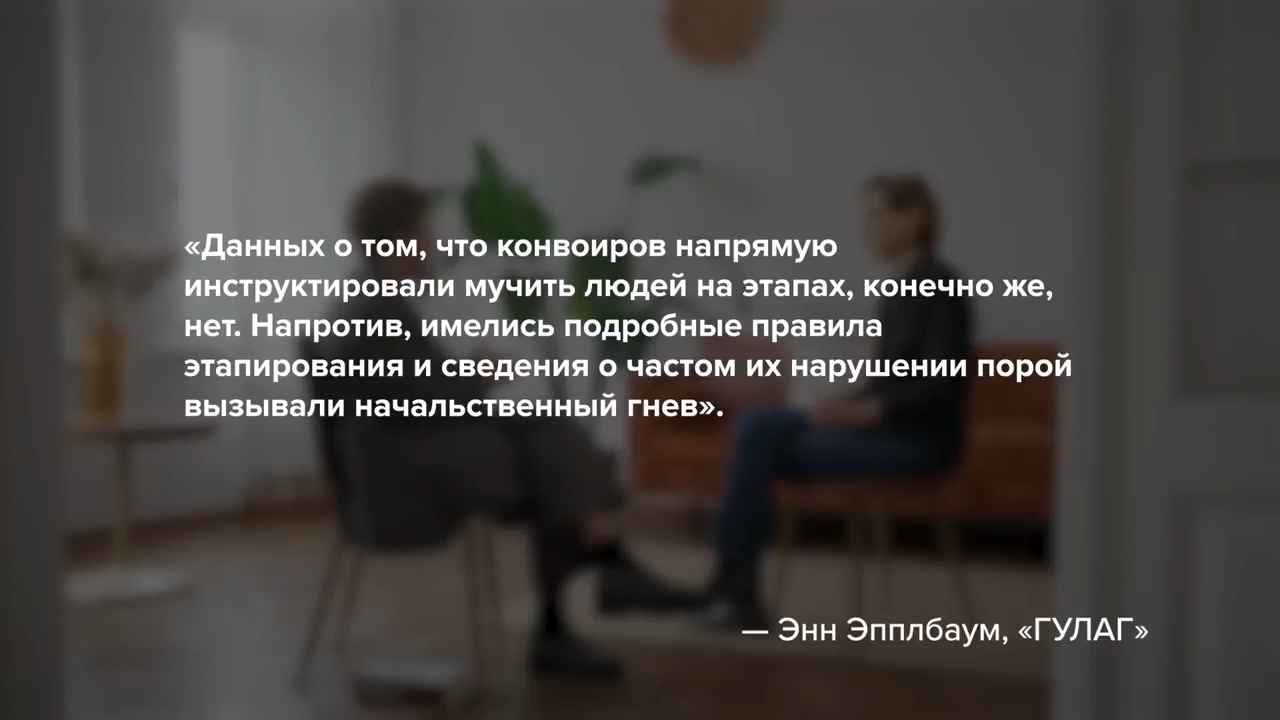 «Данных о том, что конвоиров напрямую
инструктировали мучить людей на этапах, конечно же,
нет. Напротив, имелись подробные правила
этапирования и сведения о частом их нарушении порой
вызывали начальственный гнев».
— Энн Эпплбаум, «ГУЛАГ»